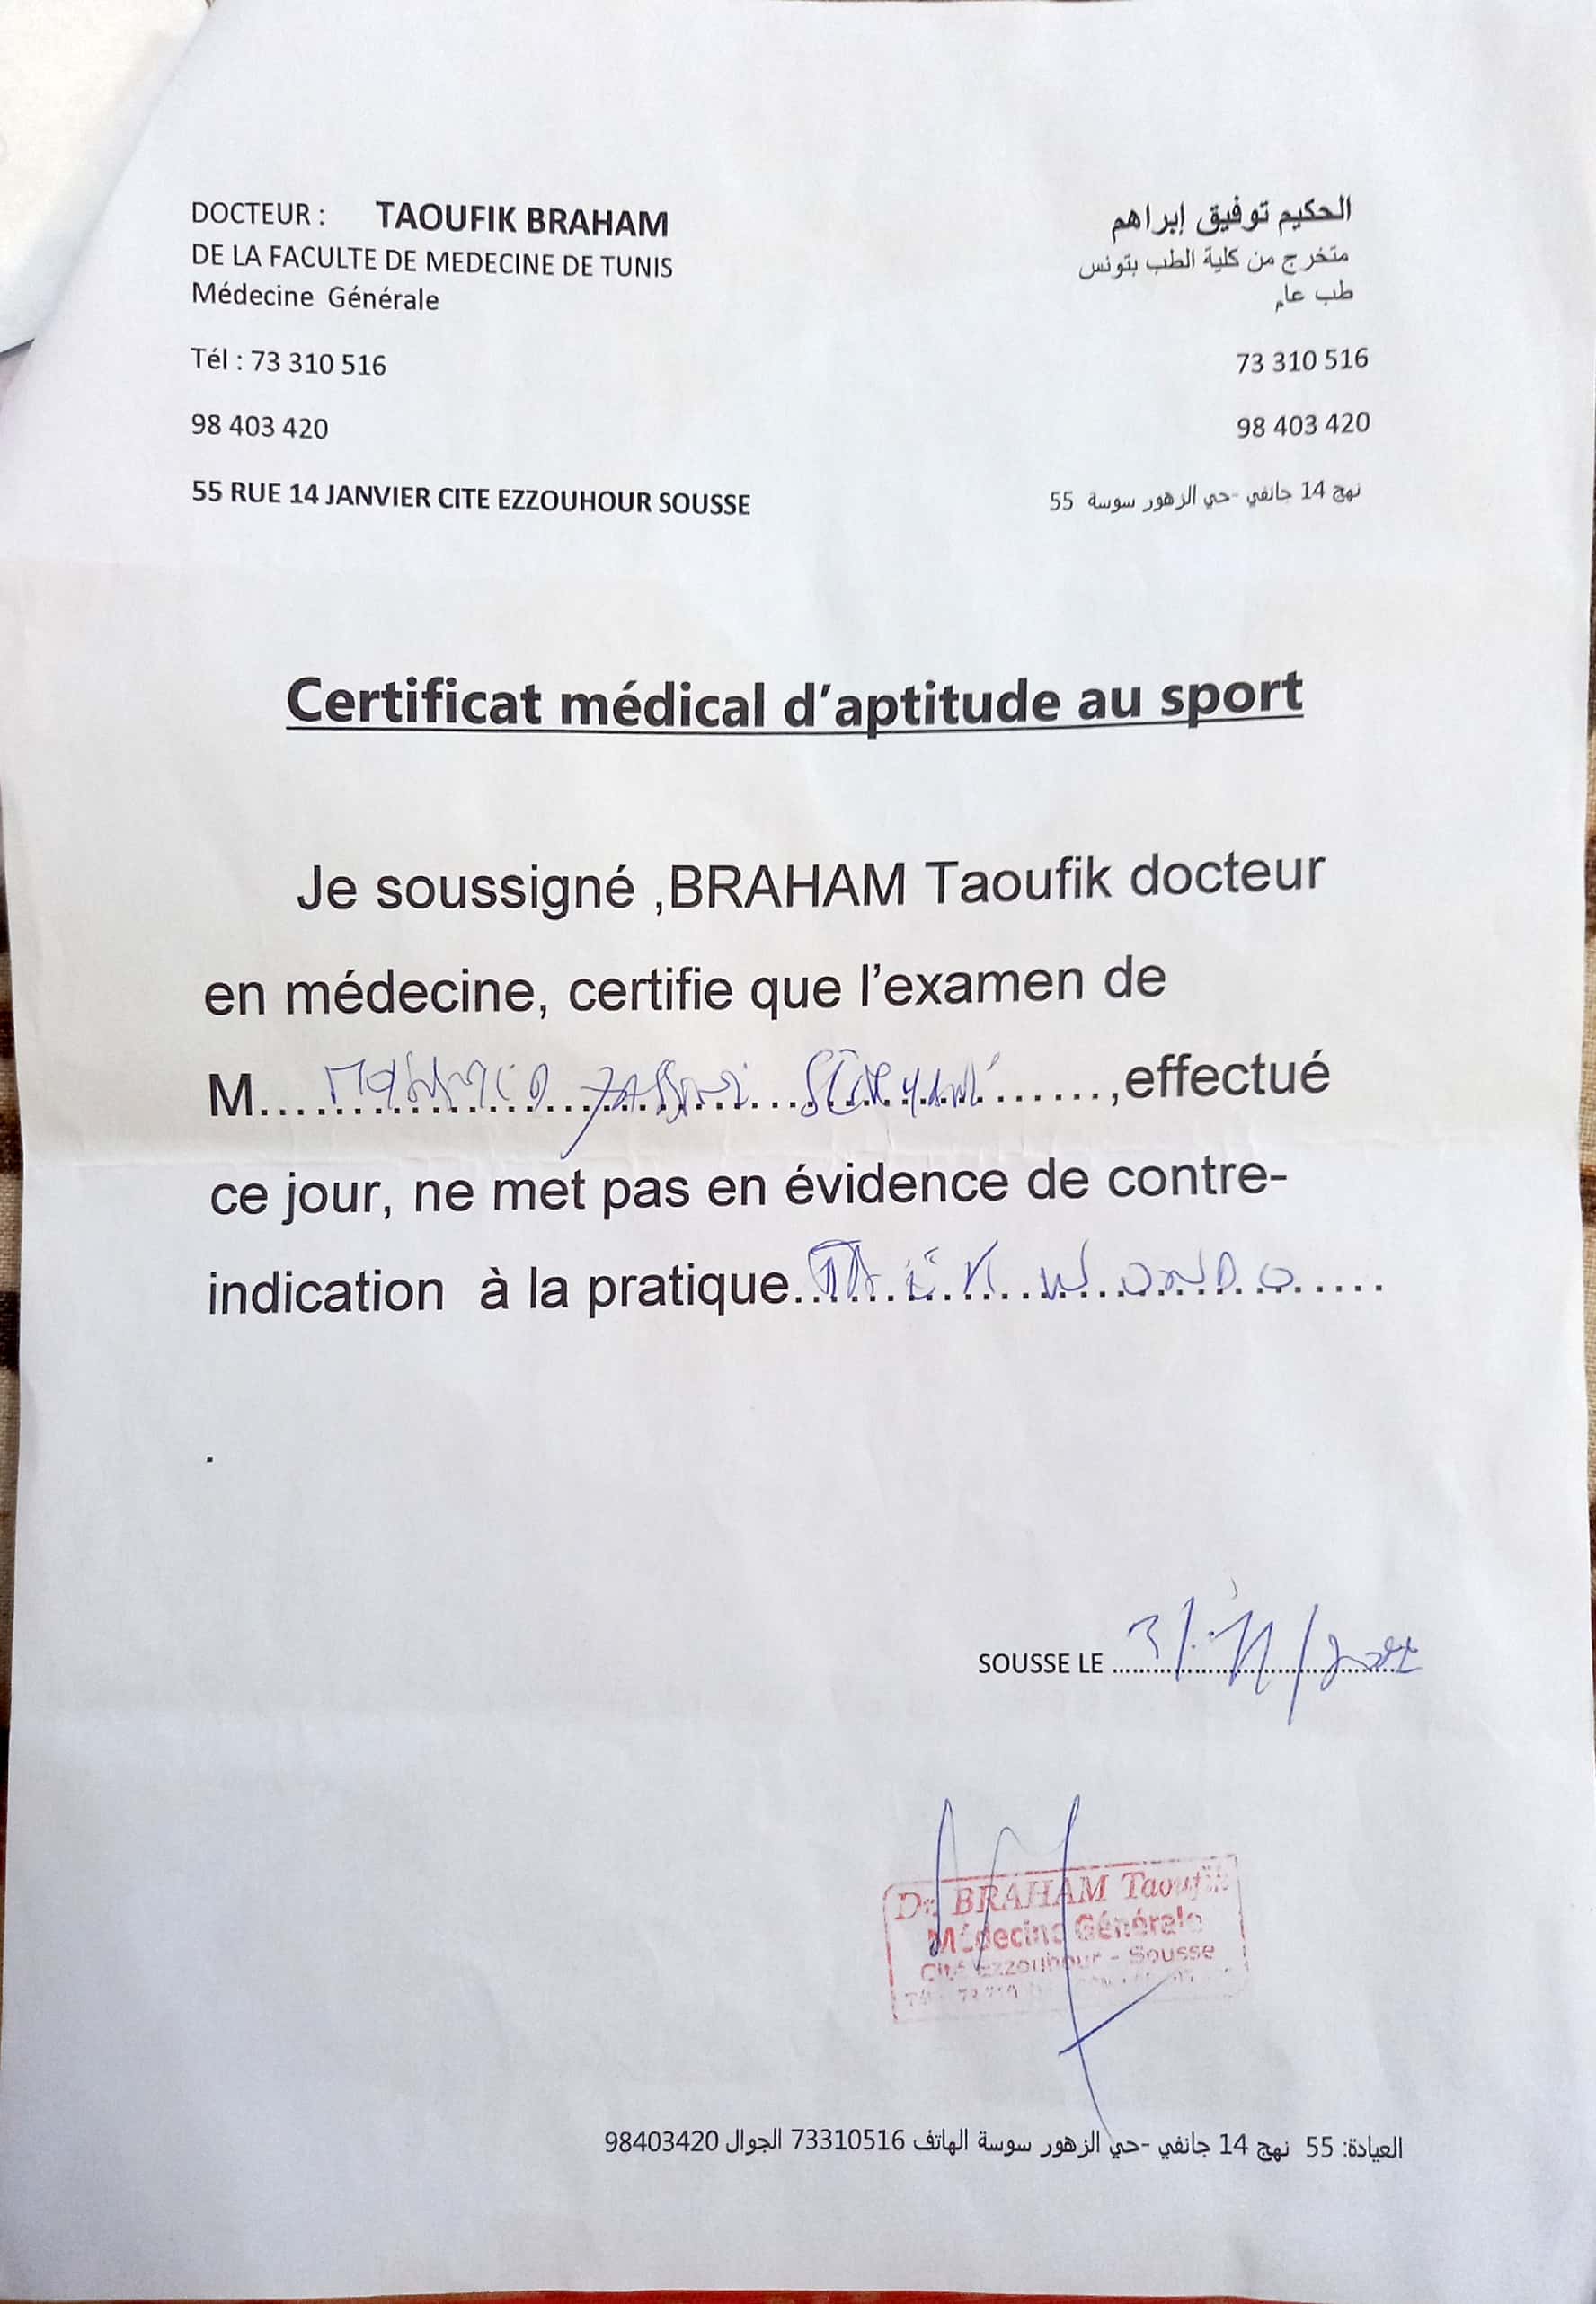 DOCTEUR : TAOUFIK BRAHAM
DE LA FACULTE DE MEDECINE DE TUNIS
Médecine Générale
Tél : 73 310 516
98 403 420
55 RUE 14 JANVIER CITE EZZOUHOUR SOUSSE
الحكيم توفيق إبراهم
متخرج من كلية الطب بتونس
طب عام
73 310 516
98 403 420
55 نهج 14 جانفي -حي الزهور سوسة
Certificat médical d’aptitude au sport
Je soussigné ,BRAHAM Taoufik docteur
en médecine, certifie que l’examen de
M.......... ,effectué
ce jour, ne met pas en évidence de contre-
indication à la pratique..TAEKWONDO.....
.
SOUSSE LE
Dr. BRAHAM Taoufik
Médecine Générale
Cité Ezzouhour - Sousse
العيادة: 55 نهج 14 جانفي -حي الزهور سوسة الهاتف 73310516 الجوال 98403420